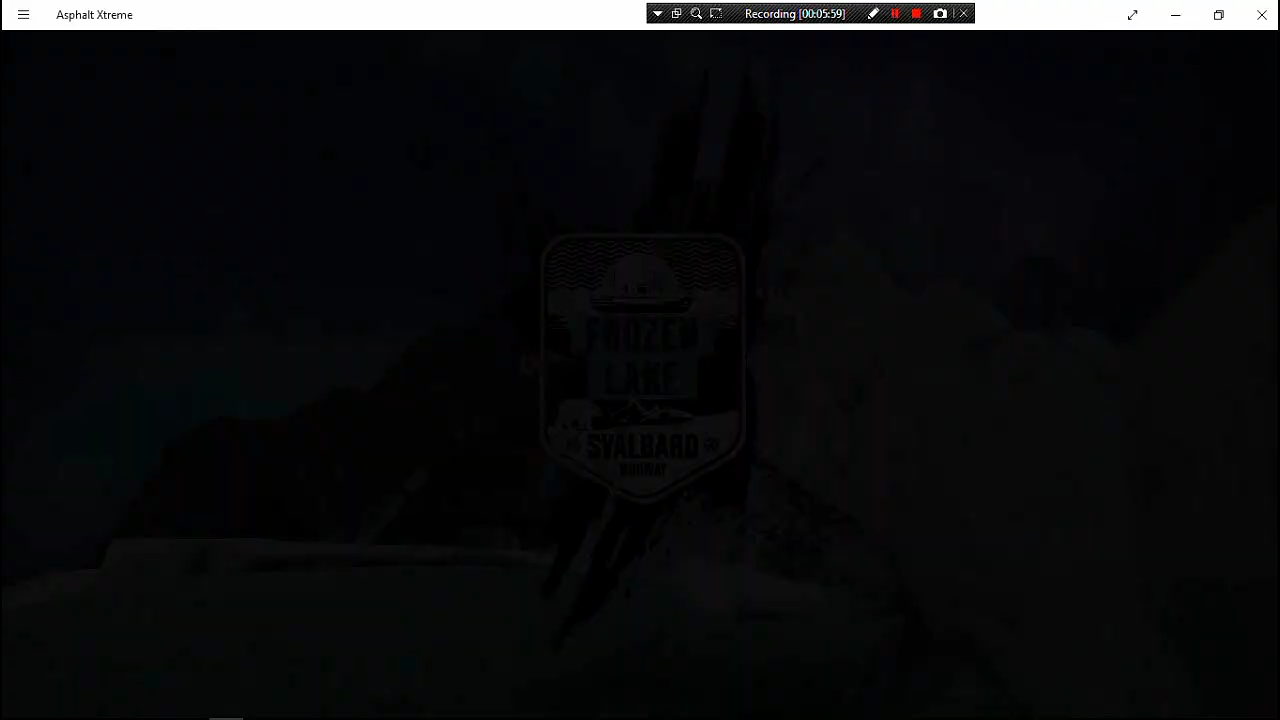 Asphalt Xtreme
Recording [00:05:59]
FROZEN
LAKE
SVALBARD
NORWAY